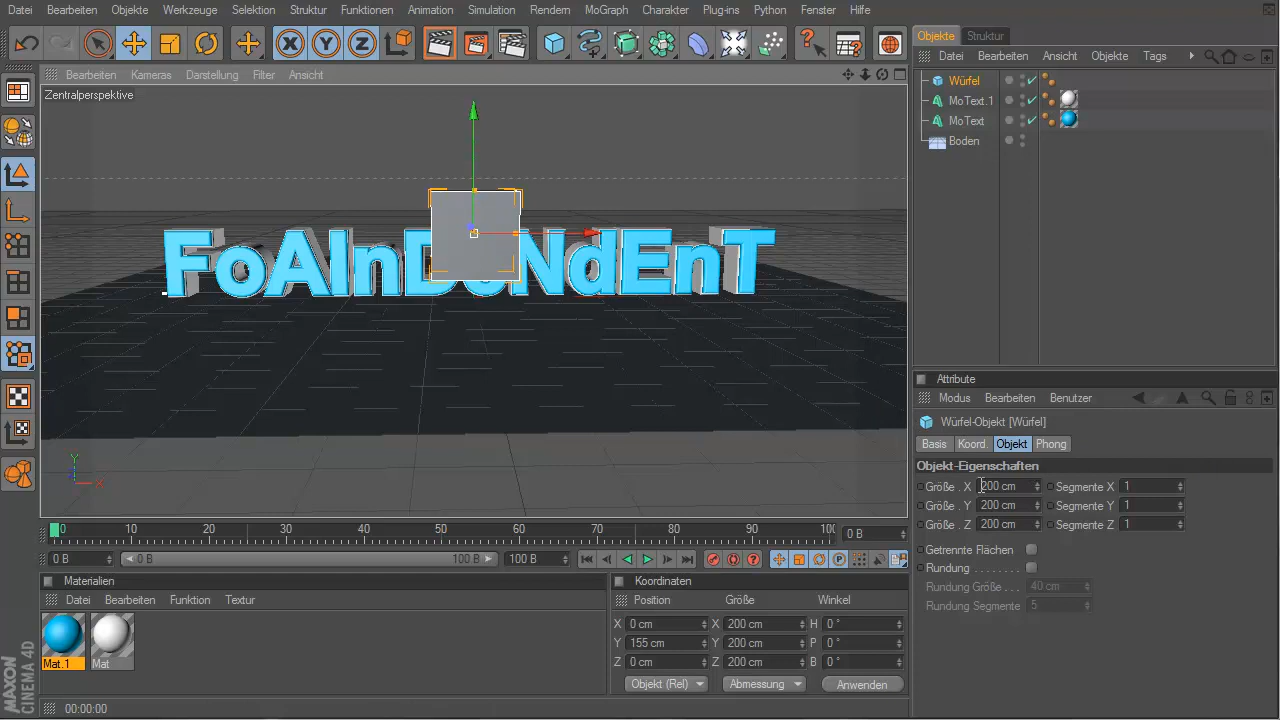 Datei Bearbeiten Objekte Werkzeuge Selektion Struktur Funktionen Animation Simulation Rendern MoGraph Charakter Plug-ins Python Fenster Hilfe
Bearbeiten Kameras Darstellung Filter Ansicht
Zentralperspektive
FoAInDeNdEnT
Y
X
Objekte Struktur
Datei Bearbeiten Ansicht Objekte Tags
Würfel
MoText.1
MoText
Boden
Attribute
Modus Bearbeiten Benutzer
Würfel-Objekt [Würfel]
Basis Koord. Objekt Phong
Objekt-Eigenschaften
Größe . X 200 cm Segmente X 1
Größe . Y 200 cm Segmente Y 1
Größe . Z 200 cm Segmente Z 1
Getrennte Flächen
Rundung . . . . . . .
Rundung Größe . . . 40 cm
Rundung Segmente 5
0 10 20 30 40 50 60 70 80 90 100 0 B
0 B 0 B 100 B 100 B
Materialien
Datei Bearbeiten Funktion Textur
Mat.1 Mat
Koordinaten
Position Größe Winkel
X 0 cm X 200 cm H 0 °
Y 155 cm Y 200 cm P 0 °
Z 0 cm Z 200 cm B 0 °
Objekt (Rel) Abmessung Anwenden
MAXON
CINEMA 4D
00:00:00